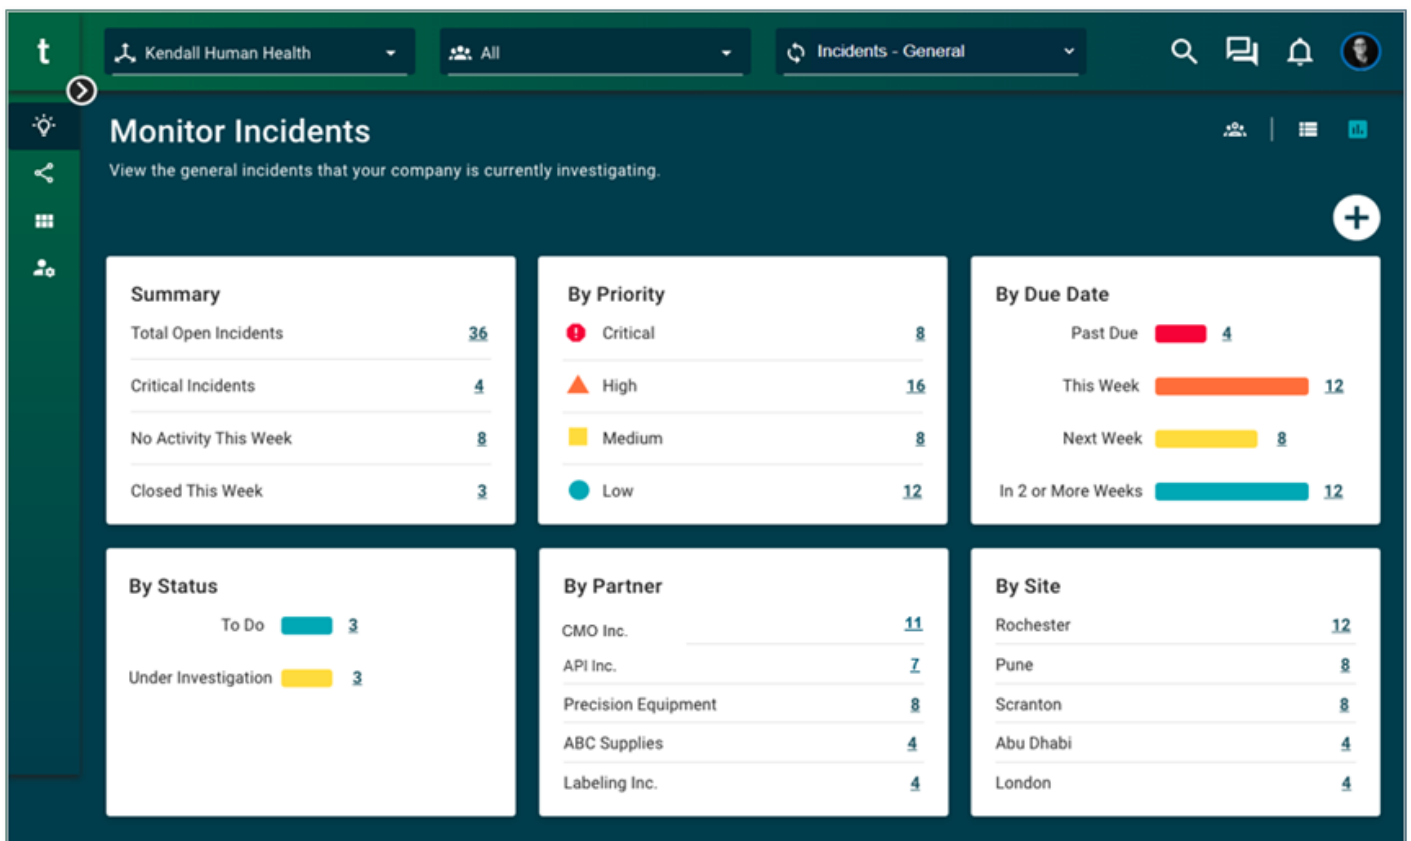 t
Kendall Human Health
All
Incidents - General
Monitor Incidents
View the general incidents that your company is currently investigating.
Summary
Total Open Incidents 36
Critical Incidents 4
No Activity This Week 8
Closed This Week 3
By Priority
Critical 8
High 16
Medium 8
Low 12
By Due Date
Past Due 4
This Week 12
Next Week 8
In 2 or More Weeks 12
By Status
To Do 3
Under Investigation 3
By Partner
CMO Inc. 11
API Inc. 7
Precision Equipment 8
ABC Supplies 4
Labeling Inc. 4
By Site
Rochester 12
Pune 8
Scranton 8
Abu Dhabi 4
London 4